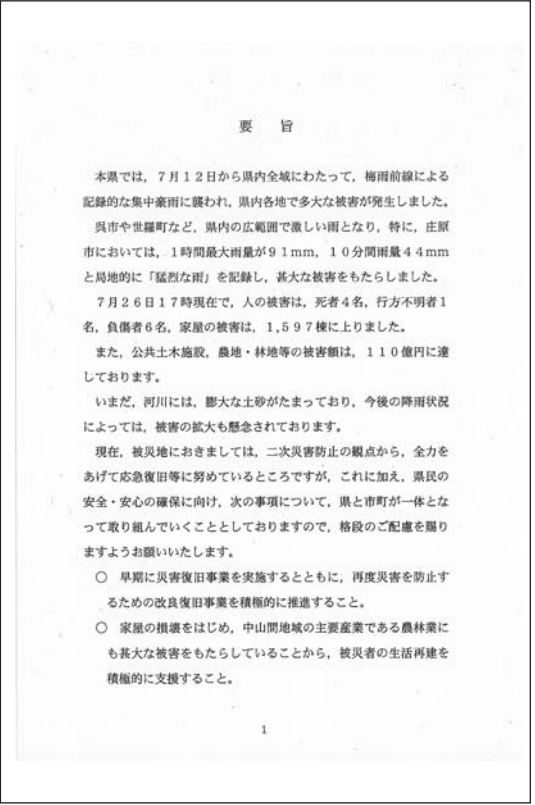 要　旨
本県では，７月１２日から県内全域にわたって，梅雨前線による
記録的な集中豪雨に襲われ，県内各地で多大な被害が発生しました。
呉市や世羅町など，県内の広範囲で激しい雨となり，特に，庄原
市においては，１時間最大雨量が９１mm，１０分間雨量４４mm
と局地的に「猛烈な雨」を記録し，甚大な被害をもたらしました。
７月２６日１７時現在で，人の被害は，死者４名，行方不明者１
名，負傷者６名，家屋の被害は，１,５９７棟に上りました。
また，公共土木施設，農地・林地等の被害額は，１１０億円に達
しております。
いまだ，河川には，膨大な土砂がたまっており，今後の降雨状況
によっては，被害の拡大も懸念されております。
現在，被災地におきましては，二次災害防止の観点から，全力を
あげて応急復旧等に努めているところですが，これに加え，県民の
安全・安心の確保に向け，次の事項について，県と市町が一体とな
って取り組んでいくこととしておりますので，格段のご配慮を賜り
ますようお願いいたします。
○　早期に災害復旧事業を実施するとともに，再度災害を防止す
るための改良復旧事業を積極的に推進すること。
○　家屋の損壊をはじめ，中山間地域の主要産業である農林業に
も甚大な被害をもたらしていることから，被災者の生活再建を
積極的に支援すること。
1